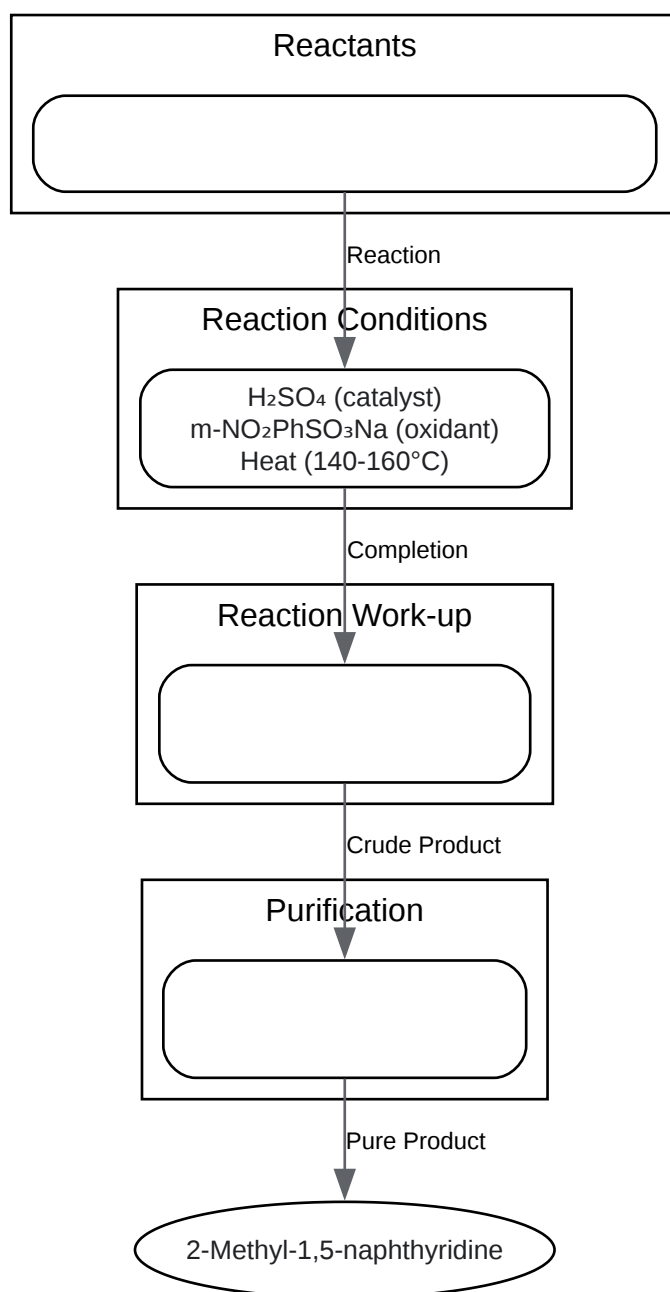 Reactants
Reaction
Reaction Conditions
H₂SO₄ (catalyst)
m-NO₂PhSO₃Na (oxidant)
Heat (140-160°C)
Completion
Reaction Work-up
Crude Product
Purification
Pure Product
2-Methyl-1,5-naphthyridine